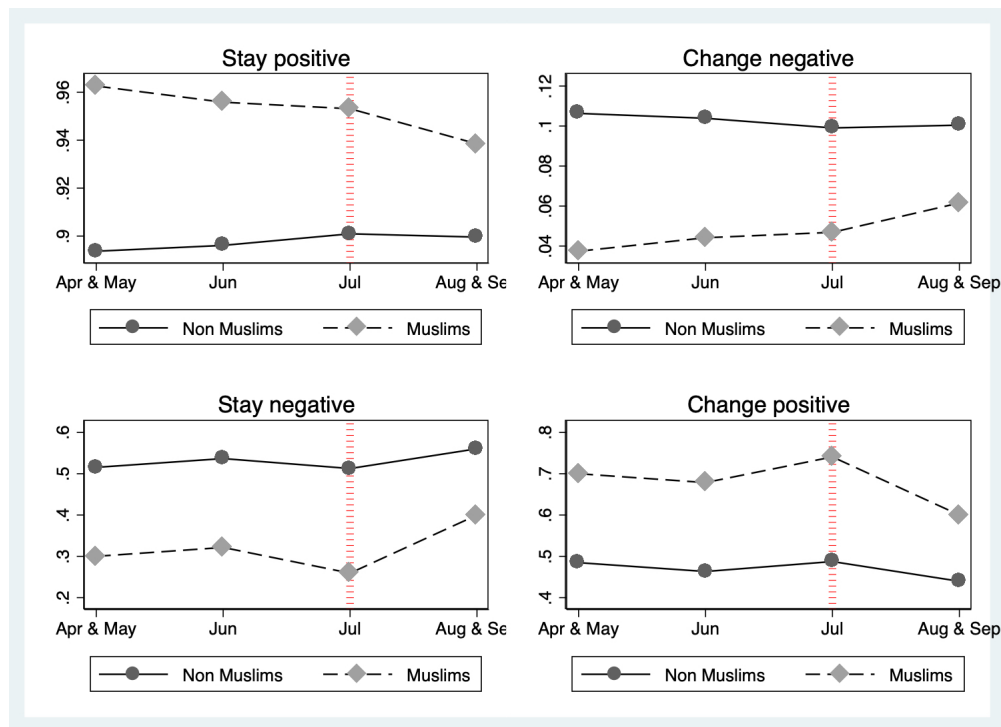 Stay positive
.96
.94
.92
.9
Apr & May Jun Jul Aug & Se
Non Muslims Muslims
Change negative
.12
.1
.08
.06
.04
Apr & May Jun Jul Aug & Sep
Non Muslims Muslims
Stay negative
.6
.5
.4
.3
.2
Apr & May Jun Jul Aug & Se
Non Muslims Muslims
Change positive
.8
.7
.6
.5
.4
Apr & May Jun Jul Aug & Sep
Non Muslims Muslims